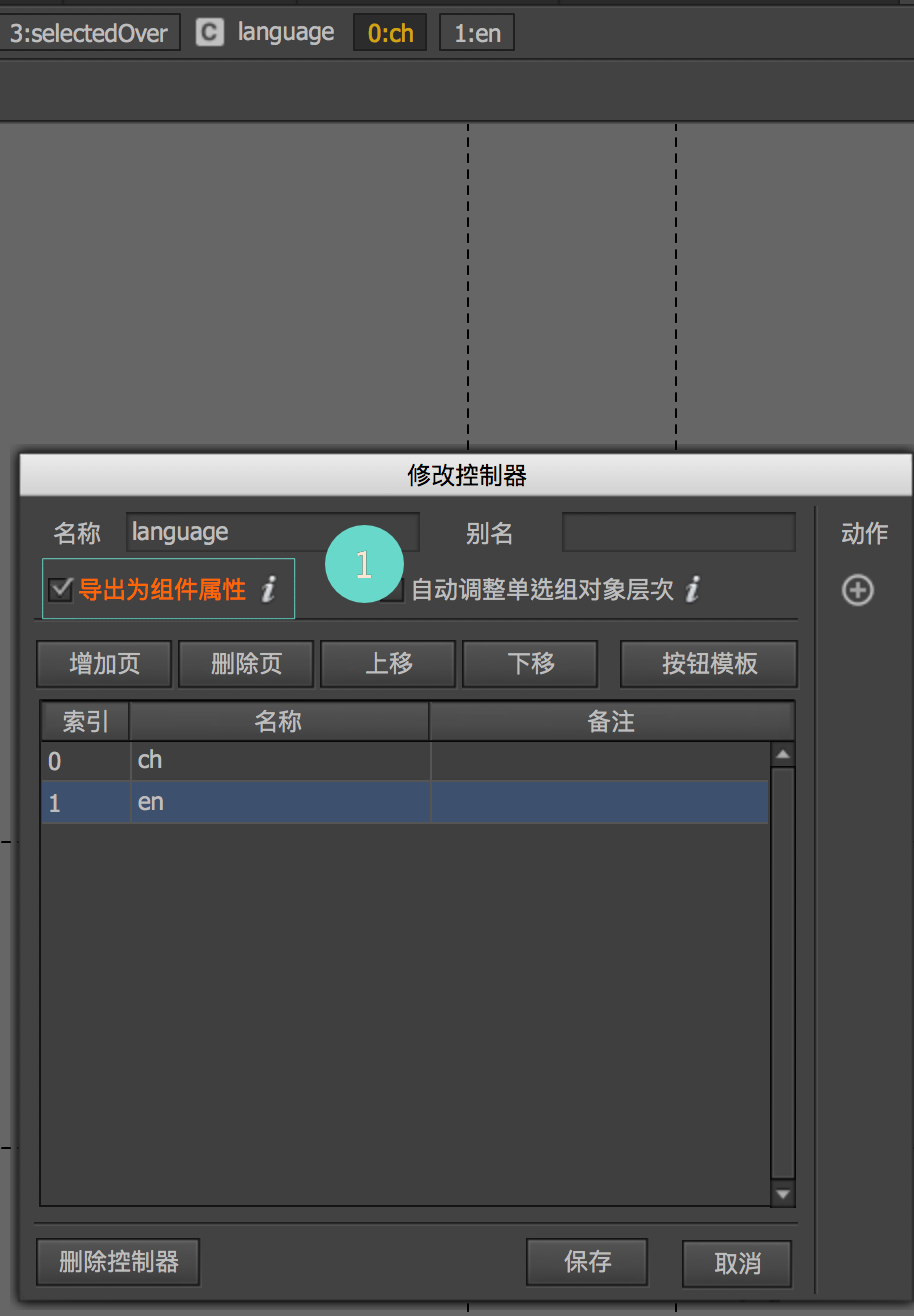 3:selectedOver C language 0:ch 1:en
修改控制器
名称 language 别名 动作
1
导出为组件属性 i 自动调整单选组对象层次 i
增加页 删除页 上移 下移 按钮模板
索引 名称 备注
0 ch
1 en
删除控制器 保存 取消